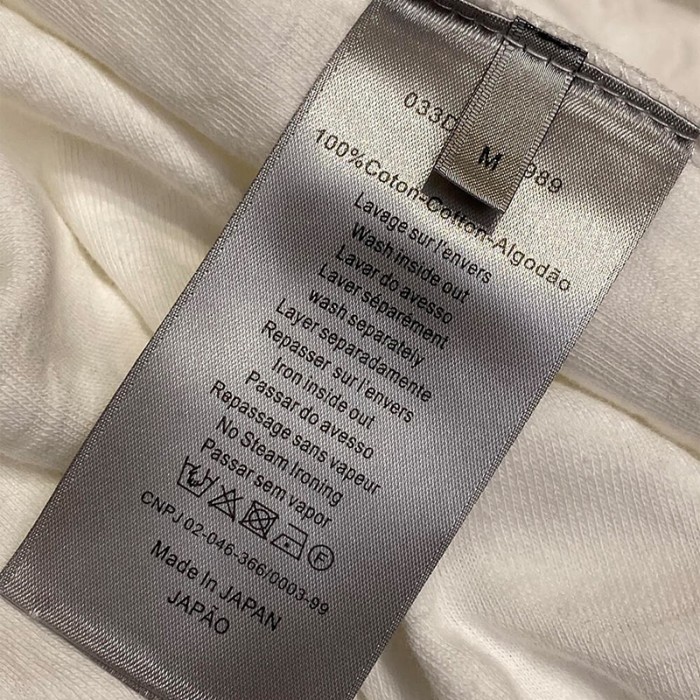 M
033D 989
100%Coton-Cotton-Algodão
Lavage sur l'envers
Wash inside out
Lavar do avesso
Laver séparément
wash separately
Layer separadamente
Repasser sur l'envers
Iron inside out
Passar do avesso
Repassage sans vapeur
No Steam Ironing
Passar sem vapor
F
CNPJ 02-046-366/0003-99
Made In JAPAN
JAPÃO